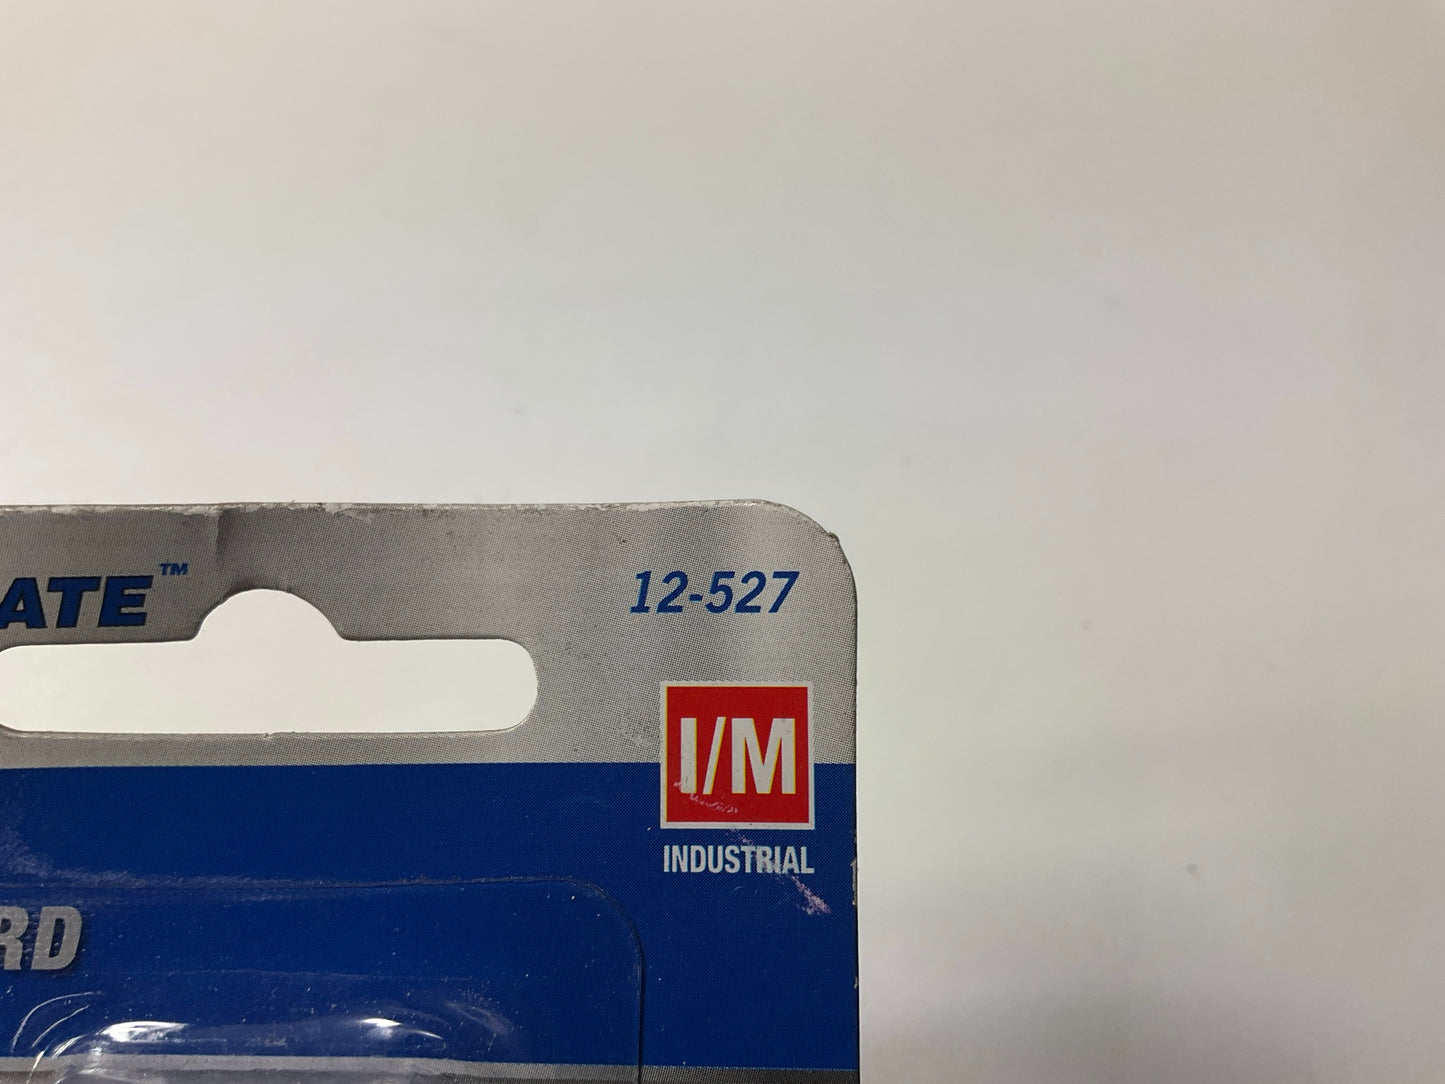 ATE™
12-527
I/M
INDUSTRIAL
RD